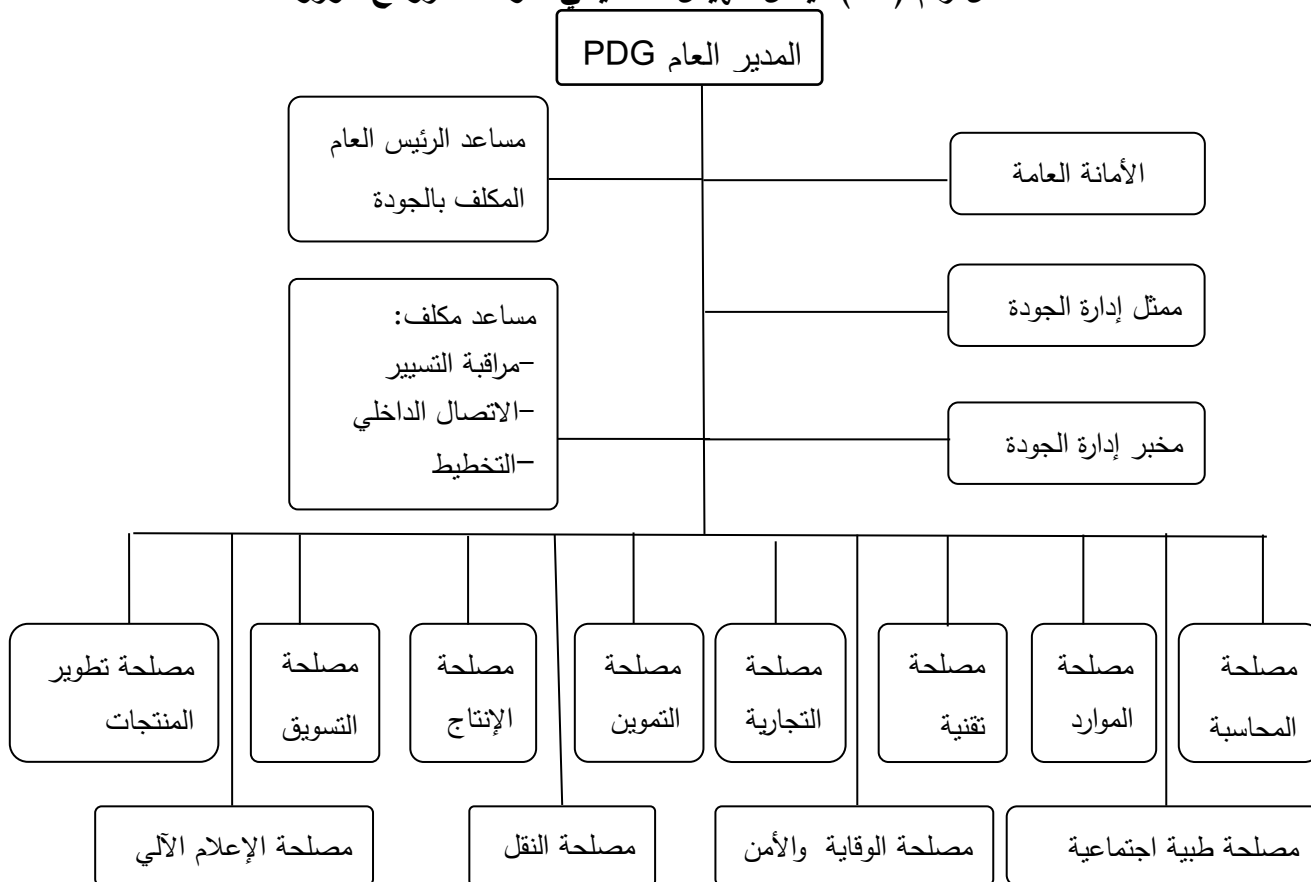 المدير العام PDG
مساعد الرئيس العام
المكلف بالجودة
الأمانة العامة
ممثل إدارة الجودة
مساعد مكلف:
-مراقبة التسيير
-الاتصال الداخلي
-التخطيط
مخبر إدارة الجودة
مصلحة
المحاسبة
مصلحة
الموارد
مصلحة
تقنية
مصلحة
التجارية
مصلحة
التموين
مصلحة
الإنتاج
مصلحة
التسويق
مصلحة تطوير
المنتجات
مصلحة طبية اجتماعية
مصلحة الوقاية والأمن
مصلحة النقل
مصلحة الإعلام الآلي